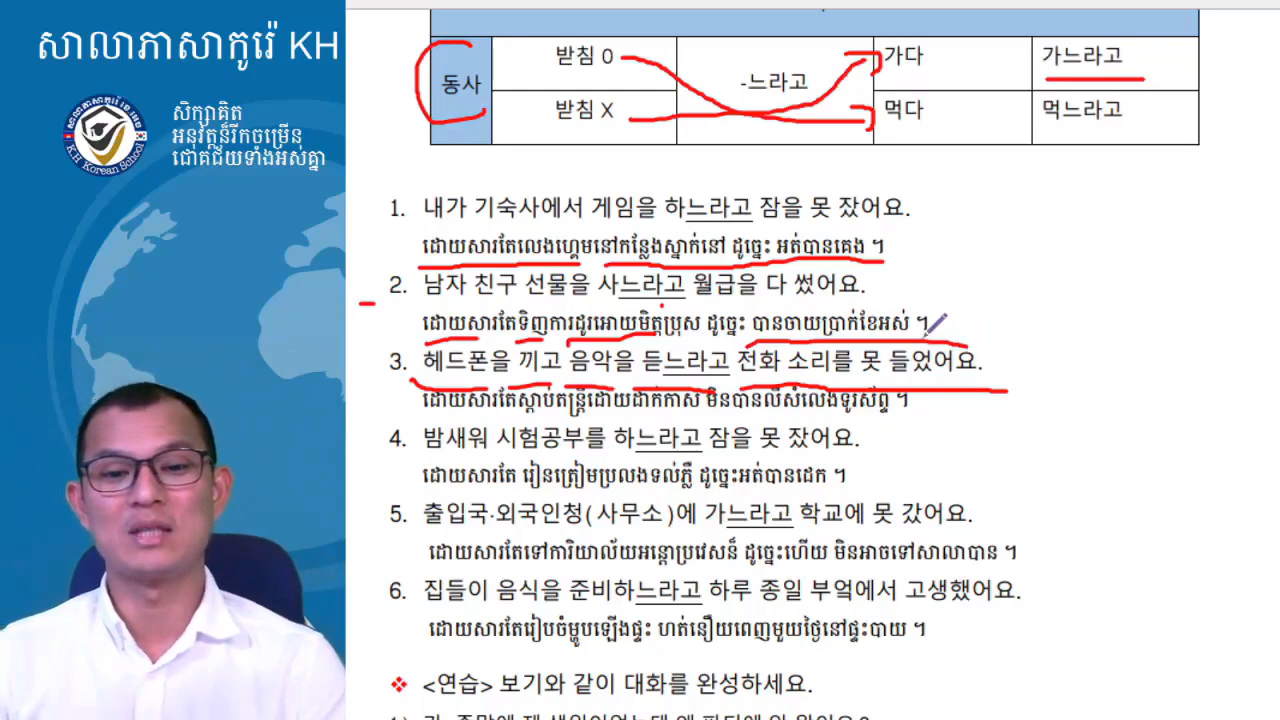 សាលាភាសាកូរ៉េ KH
សិក្សាគិត
អនុវត្តន៏រីកចម្រើន
ជោគជ័យទាំងអស់គ្នា
K.H Korean School
동사 받침 0 -느라고 가다 가느라고
받침 X 먹다 먹느라고
1. 내가 기숙사에서 게임을 하느라고 잠을 못 잤어요.
ដោយសារតែលេងហ្គេមនៅកន្លែងស្នាក់នៅ ដូច្នេះ អត់បានគេង ។
2. 남자 친구 선물을 사느라고 월급을 다 썼어요.
ដោយសារតែទិញការដូរអោយមិត្តប្រុស ដូច្នេះ បានចាយប្រាក់ខែអស់ ។
3. 헤드폰을 끼고 음악을 듣느라고 전화 소리를 못 들었어요.
ដោយសារតែស្តាប់តន្ត្រីដោយដាក់កាស មិនបានលឺសំលេងទូរស័ព្ទ ។
4. 밤새워 시험공부를 하느라고 잠을 못 잤어요.
ដោយសារតែ រៀនត្រៀមប្រលងទល់ភ្លឺ ដូច្នេះអត់បានដេក ។
5. 출입국·외국인청(사무소)에 가느라고 학교에 못 갔어요.
ដោយសារតែទៅការិយាល័យអន្តោប្រវេសន៏ ដូច្នេះហើយ មិនអាចទៅសាលាបាន ។
6. 집들이 음식을 준비하느라고 하루 종일 부엌에서 고생했어요.
ដោយសារតែរៀបចំម្ហូបឡើងផ្ទះ ហត់នឿយពេញមួយថ្ងៃនៅផ្ទះបាយ ។
❖ <연습> 보기와 같이 대화를 완성하세요.